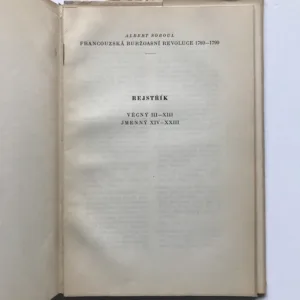 ALBERT SOBOUL
FRANCOUZSKÁ BURŽOASNÍ REVOLUCE 1789–1799
REJSTŘÍK
VĚCNÝ III–XIII
JMENNÝ XIV–XXIII